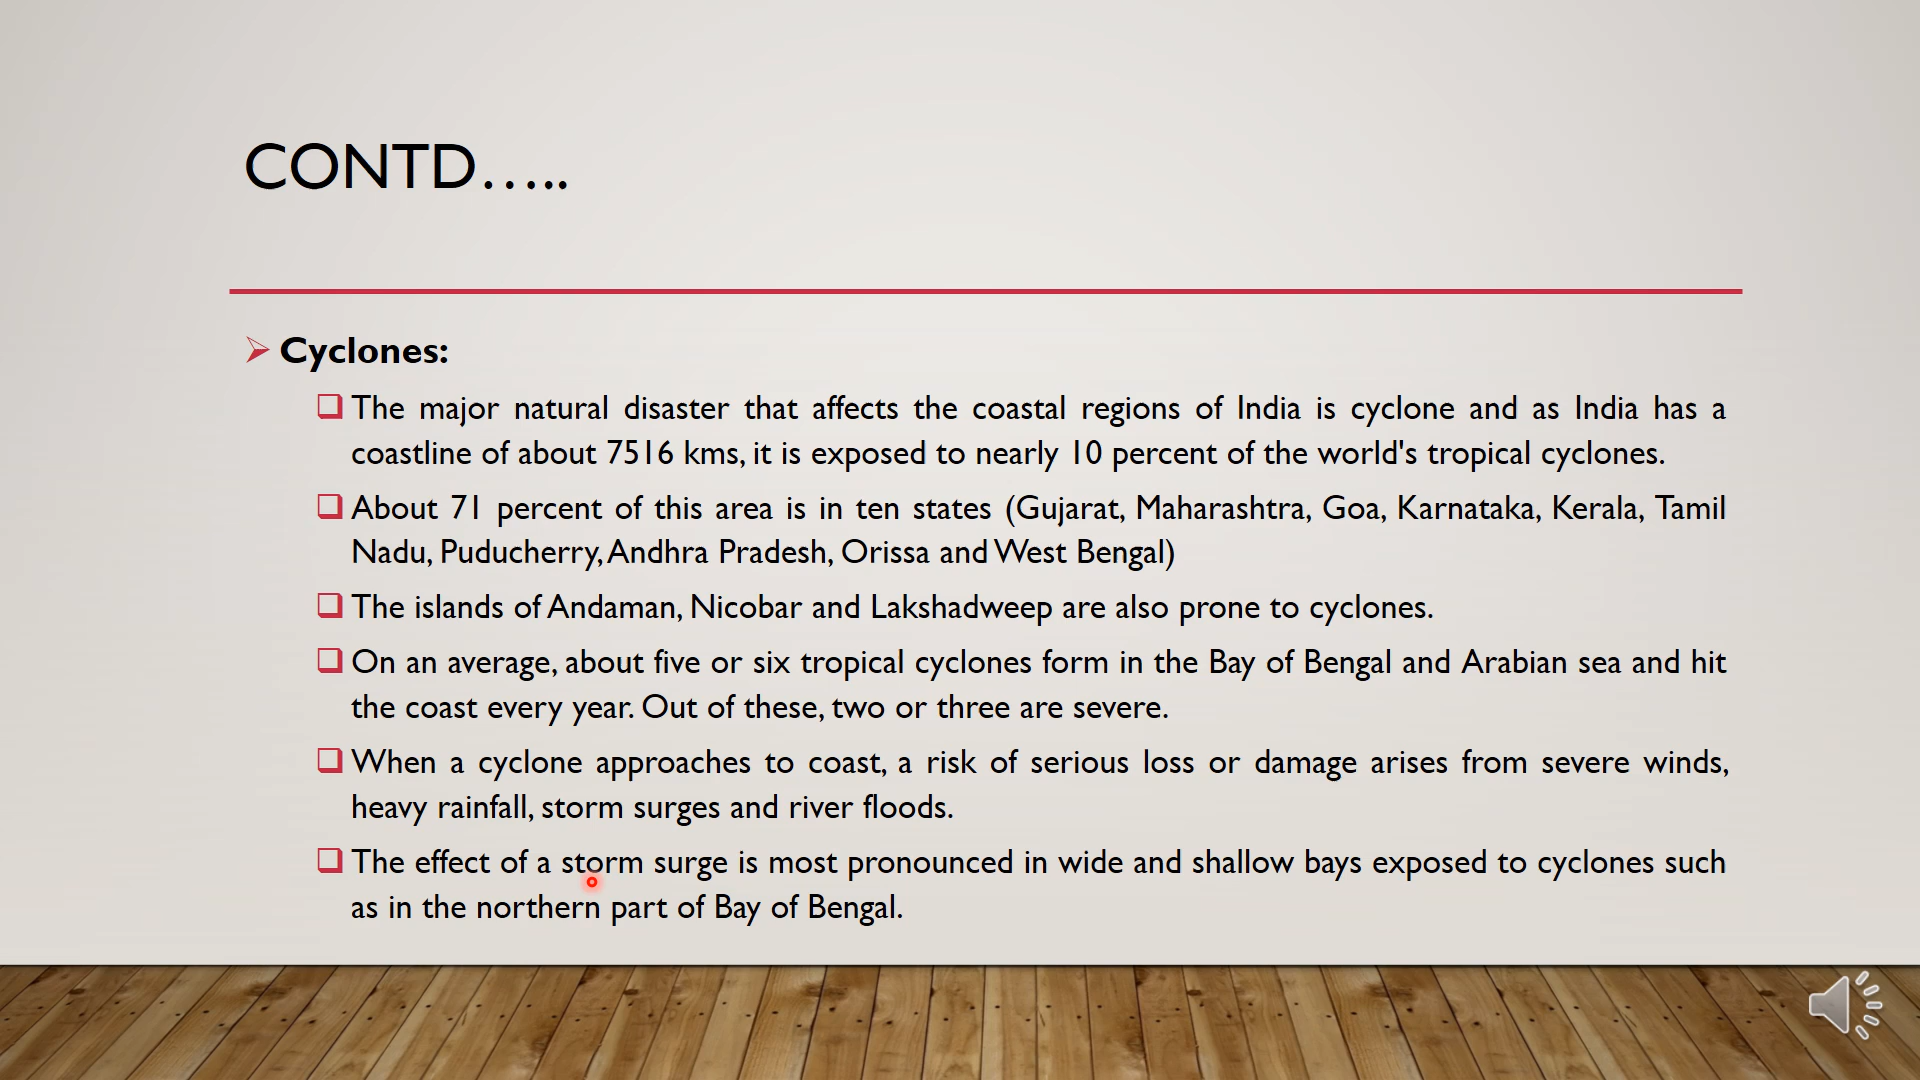 CONTD…..
Cyclones:
The major natural disaster that affects the coastal regions of India is cyclone and as India has a
coastline of about 7516 kms, it is exposed to nearly 10 percent of the world's tropical cyclones.
About 71 percent of this area is in ten states (Gujarat, Maharashtra, Goa, Karnataka, Kerala, Tamil
Nadu, Puducherry, Andhra Pradesh, Orissa and West Bengal)
The islands of Andaman, Nicobar and Lakshadweep are also prone to cyclones.
On an average, about five or six tropical cyclones form in the Bay of Bengal and Arabian sea and hit
the coast every year. Out of these, two or three are severe.
When a cyclone approaches to coast, a risk of serious loss or damage arises from severe winds,
heavy rainfall, storm surges and river floods.
The effect of a storm surge is most pronounced in wide and shallow bays exposed to cyclones such
as in the northern part of Bay of Bengal.